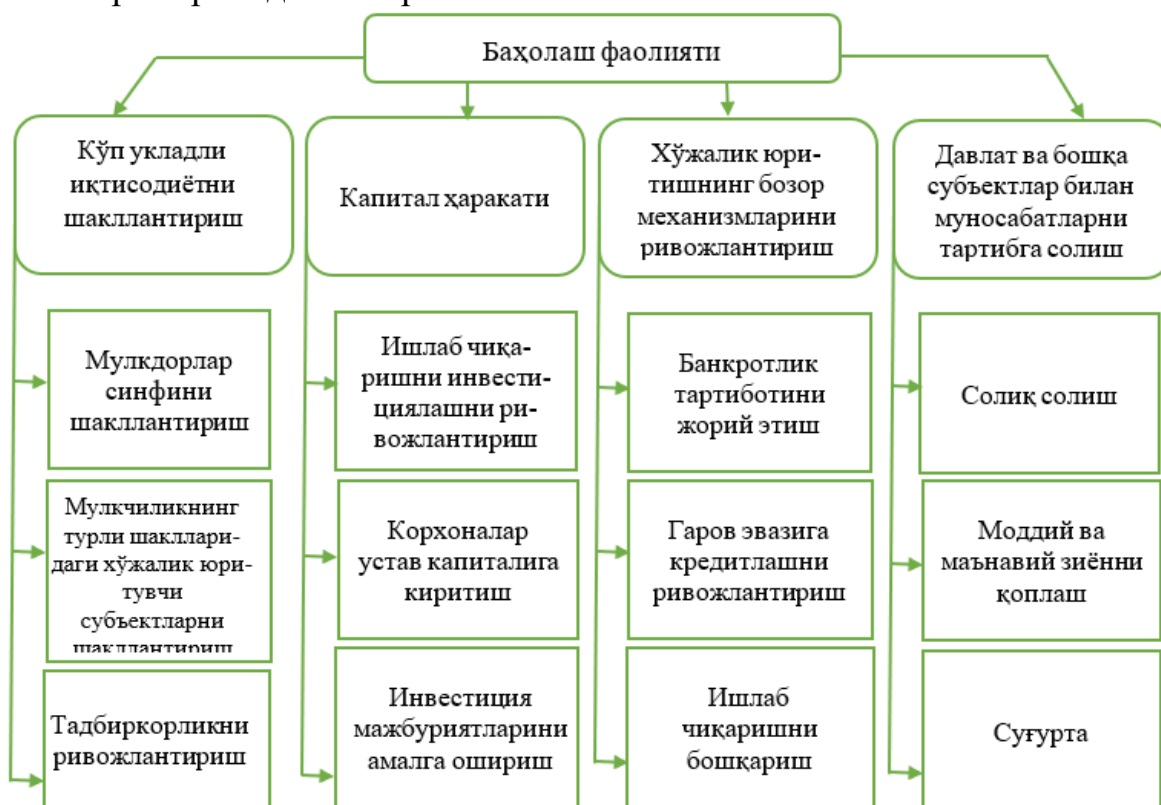 Баҳолаш фаолияти
Кўп укладли
иқтисодиётни
шакллантириш
Капитал ҳаракати
Хўжалик юри-
тишнинг бозор
механизмларини
ривожлантириш
Давлат ва бошқа
субъектлар билан
муносабатларни
тартибга солиш
Мулкдорлар
синфини
шакллантириш
Ишлаб чиқа-
ришни инвести-
циялашни ри-
вожлантириш
Банкротлик
тартиботини
жорий этиш
Солиқ солиш
Мулкчиликнинг
турли шакллари-
даги хўжалик юри-
тувчи
субъектларни
шакллантириш
Корхоналар
устав капиталига
киритиш
Гаров эвазига
кредитлашни
ривожлантириш
Моддий ва
маънавий зиённи
қоплаш
Тадбиркорликни
ривожлантириш
Инвестиция
мажбуриятларини
амалга ошириш
Ишлаб
чиқаришни
бошқариш
Суғурта